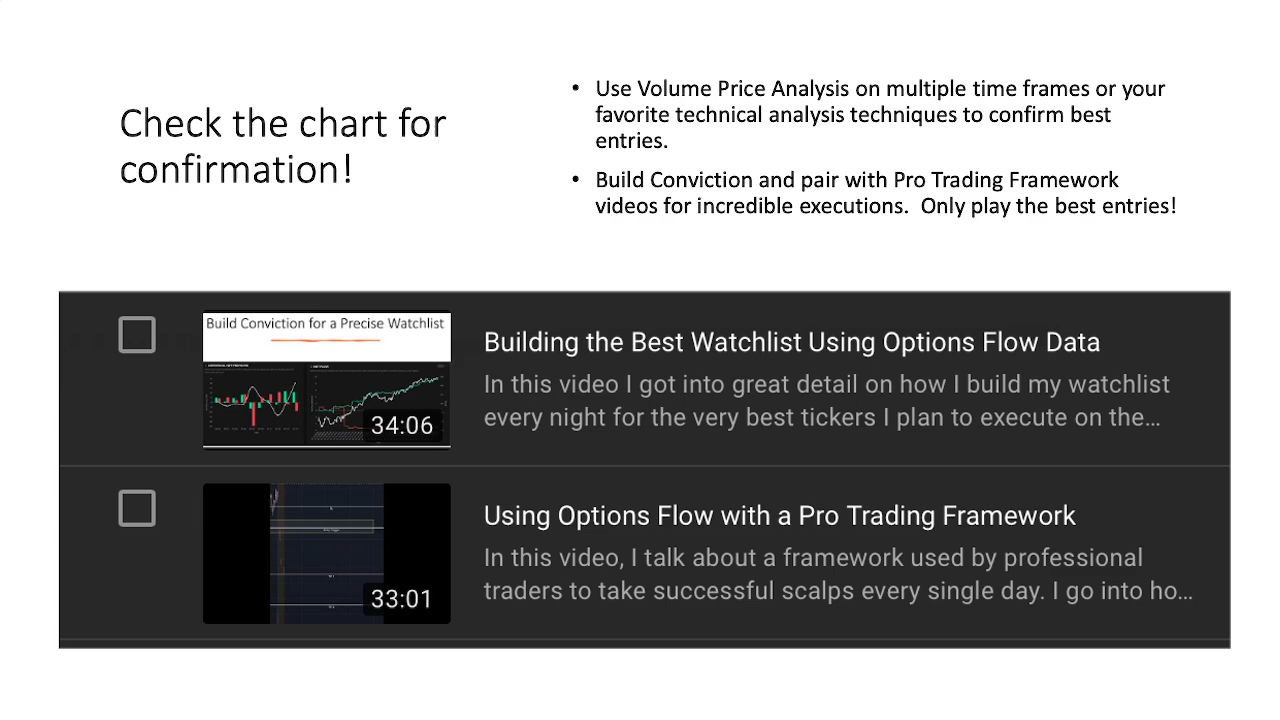 Check the chart for
confirmation!
• Use Volume Price Analysis on multiple time frames or your
favorite technical analysis techniques to confirm best
entries.
• Build Conviction and pair with Pro Trading Framework
videos for incredible executions.  Only play the best entries!
Build Conviction for a Precise Watchlist
34:06
Building the Best Watchlist Using Options Flow Data
In this video I got into great detail on how I build my watchlist
every night for the very best tickers I plan to execute on the...
33:01
Using Options Flow with a Pro Trading Framework
In this video, I talk about a framework used by professional
traders to take successful scalps every single day. I go into ho...